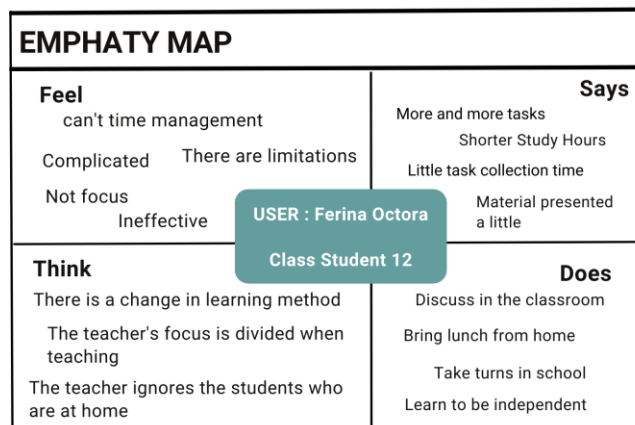 EMPHATY MAP
Feel
can't time management
Complicated
There are limitations
Not focus
Ineffective
Says
More and more tasks
Shorter Study Hours
Little task collection time
Material presented
a little
USER : Ferina Octora
Class Student 12
Think
There is a change in learning method
The teacher's focus is divided when
teaching
The teacher ignores the students who
are at home
Does
Discuss in the classroom
Bring lunch from home
Take turns in school
Learn to be independent